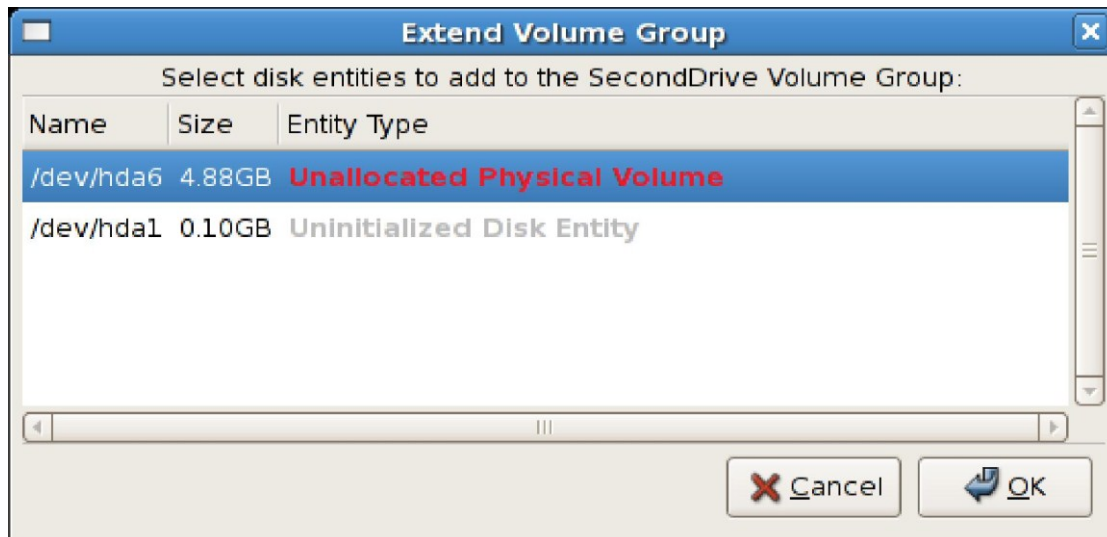 Extend Volume Group
Select disk entities to add to the SecondDrive Volume Group:
Name Size Entity Type
/dev/hda6 4.88GB Unallocated Physical Volume
/dev/hda1 0.10GB Uninitialized Disk Entity
Cancel OK